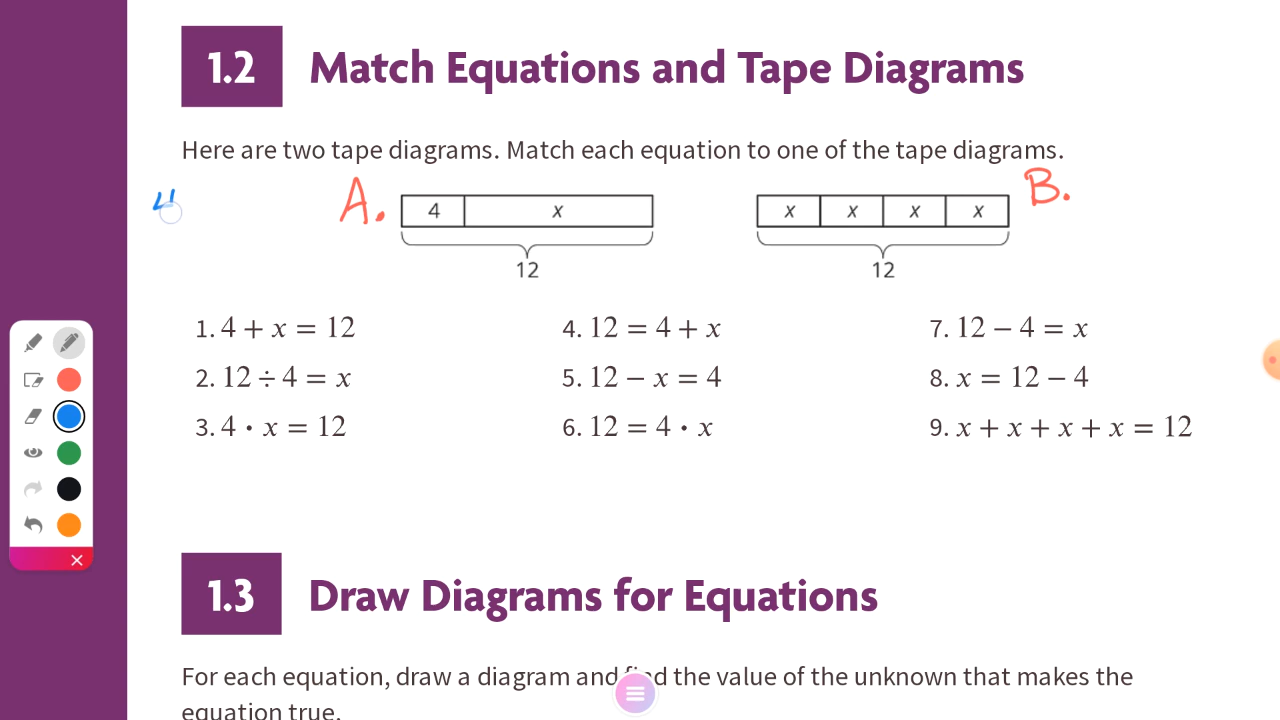 1.2 Match Equations and Tape Diagrams
Here are two tape diagrams. Match each equation to one of the tape diagrams.
4 A. 4 x x x x x B.
12 12
1. 4 + x = 12 4. 12 = 4 + x 7. 12 − 4 = x
2. 12 ÷ 4 = x 5. 12 − x = 4 8. x = 12 − 4
3. 4 • x = 12 6. 12 = 4 • x 9. x + x + x + x = 12
1.3 Draw Diagrams for Equations
For each equation, draw a diagram and find the value of the unknown that makes the
equation true.